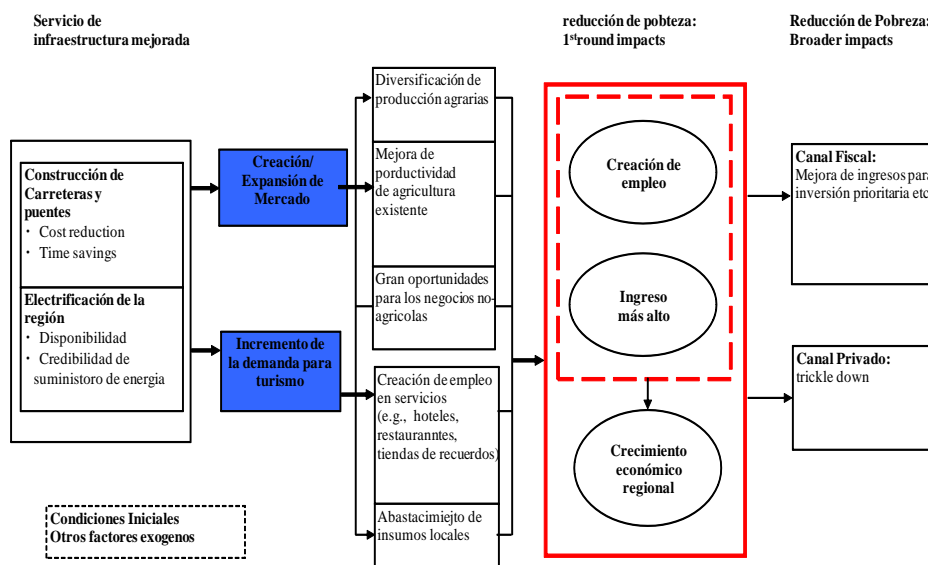 Servicio de
infraestructura mejorada
reducción de pobteza:
1ˢᵗround impacts
Reducción de Pobreza:
Broader impacts
Construcción de
Carreteras y
puentes
・ Cost reduction
・ Time savings
Electrificación de la
región
・ Disponibilidad
・ Credibilidad de
suministoro de energia
Creación/
Expansión de
Mercado
Incremento de
la demanda para
turismo
Diversificación de
producción agrarias
Mejora de
porductividad
de agricultura
existente
Gran oportunidades
para los negocios no-
agricolas
Creación de empleo
en servicios
(e.g., hoteles,
restauranntes,
tiendas de recuerdos)
Abastacimiejto de
insumos locales
Creación de
empleo
Ingreso
más alto
Crecimiento
económico
regional
Canal Fiscal:
Mejora de ingresos para
inversión prioritaria etc
Canal Privado:
trickle down
Condiciones Iniciales
Otros factores exogenos